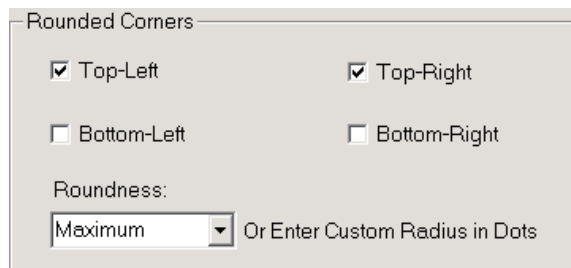 Rounded Corners
Top-Left Top-Right
Bottom-Left Bottom-Right
Roundness:
Maximum Or Enter Custom Radius in Dots